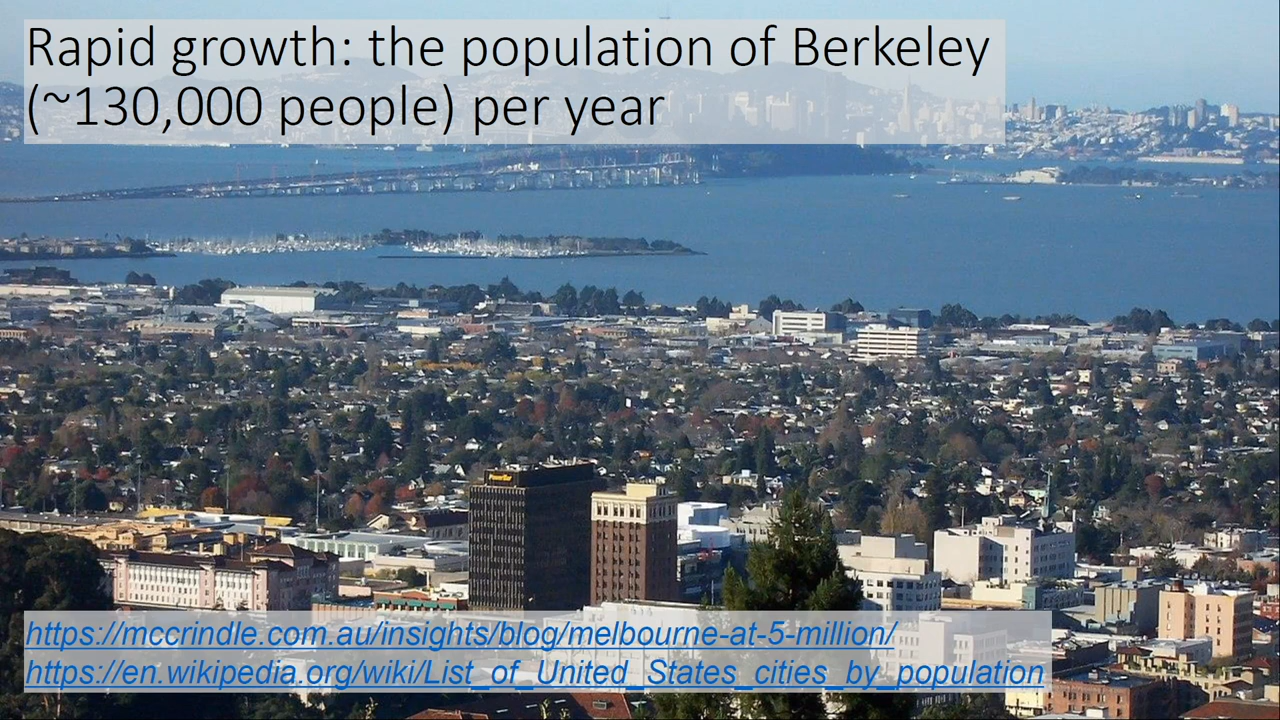 Rapid growth: the population of Berkeley
(~130,000 people) per year
https://mccrindle.com.au/insights/blog/melbourne-at-5-million/
https://en.wikipedia.org/wiki/List_of_United_States_cities_by_population